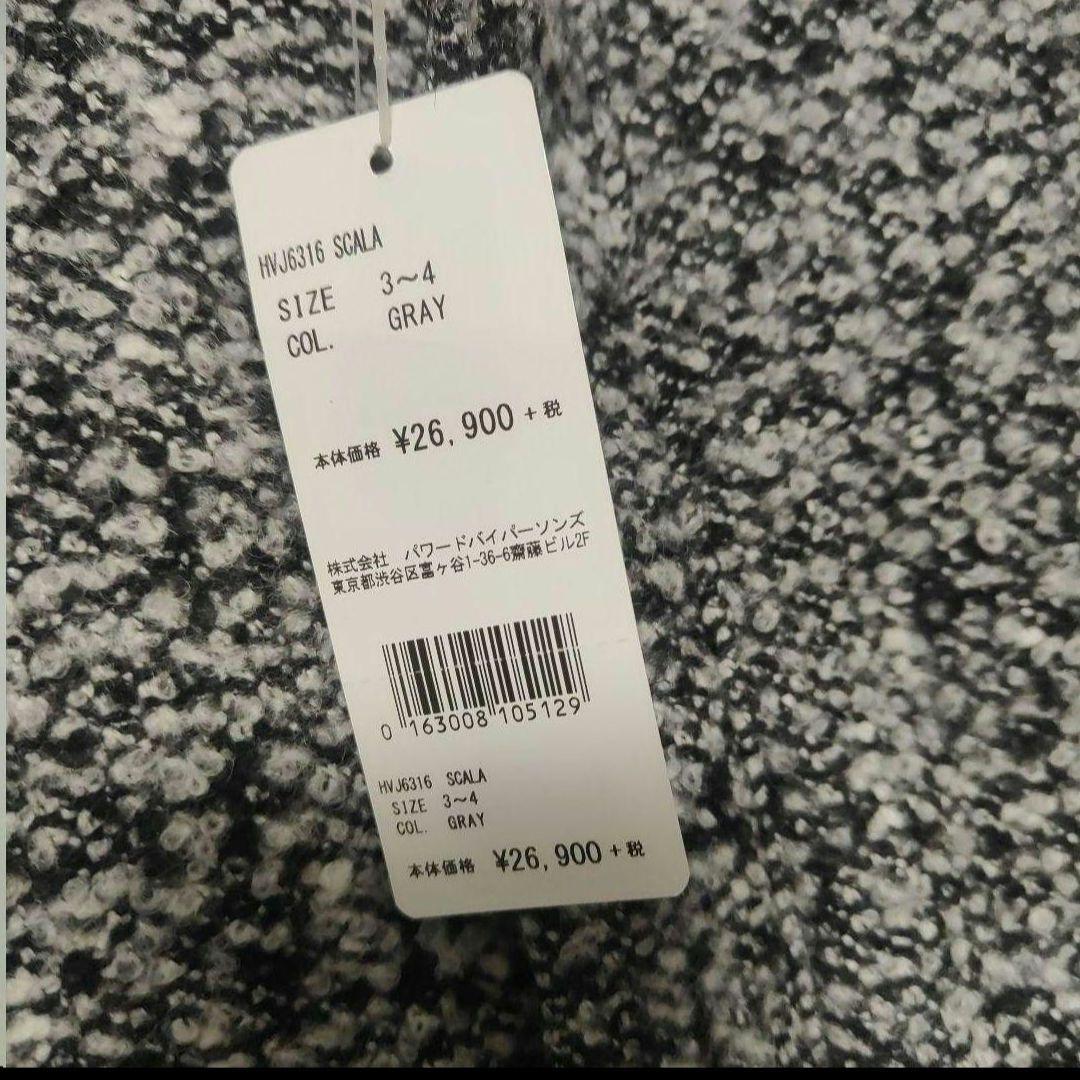 HVJ6316 SCALA
SIZE 3〜4
COL. GRAY
本体価格 ¥26,900 +税
株式会社 パワードバイパーソンズ
東京都渋谷区富ヶ谷1-36-6齋藤ビル2F
0 163008 105129
HVJ6316 SCALA
SIZE 3〜4
COL. GRAY
本体価格 ¥26,900 +税